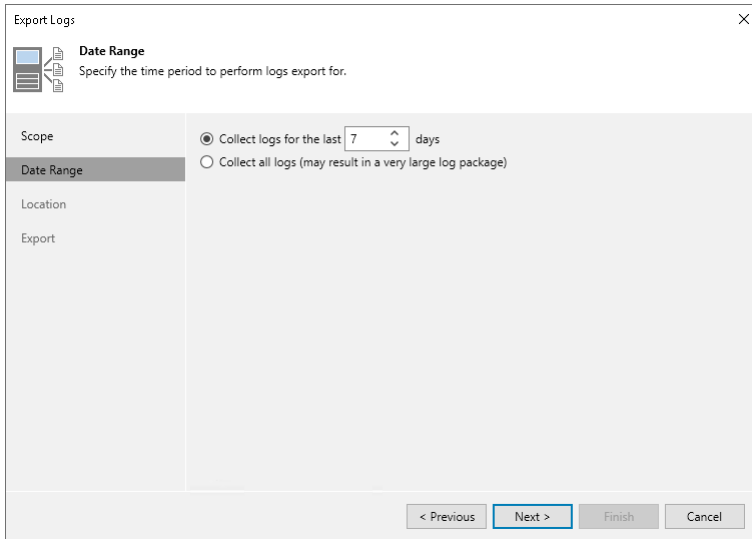 Export Logs
Date Range
Specify the time period to perform logs export for.
Scope
Date Range
Location
Export
Collect logs for the last 7 days
Collect all logs (may result in a very large log package)
< Previous
Next >
Finish
Cancel